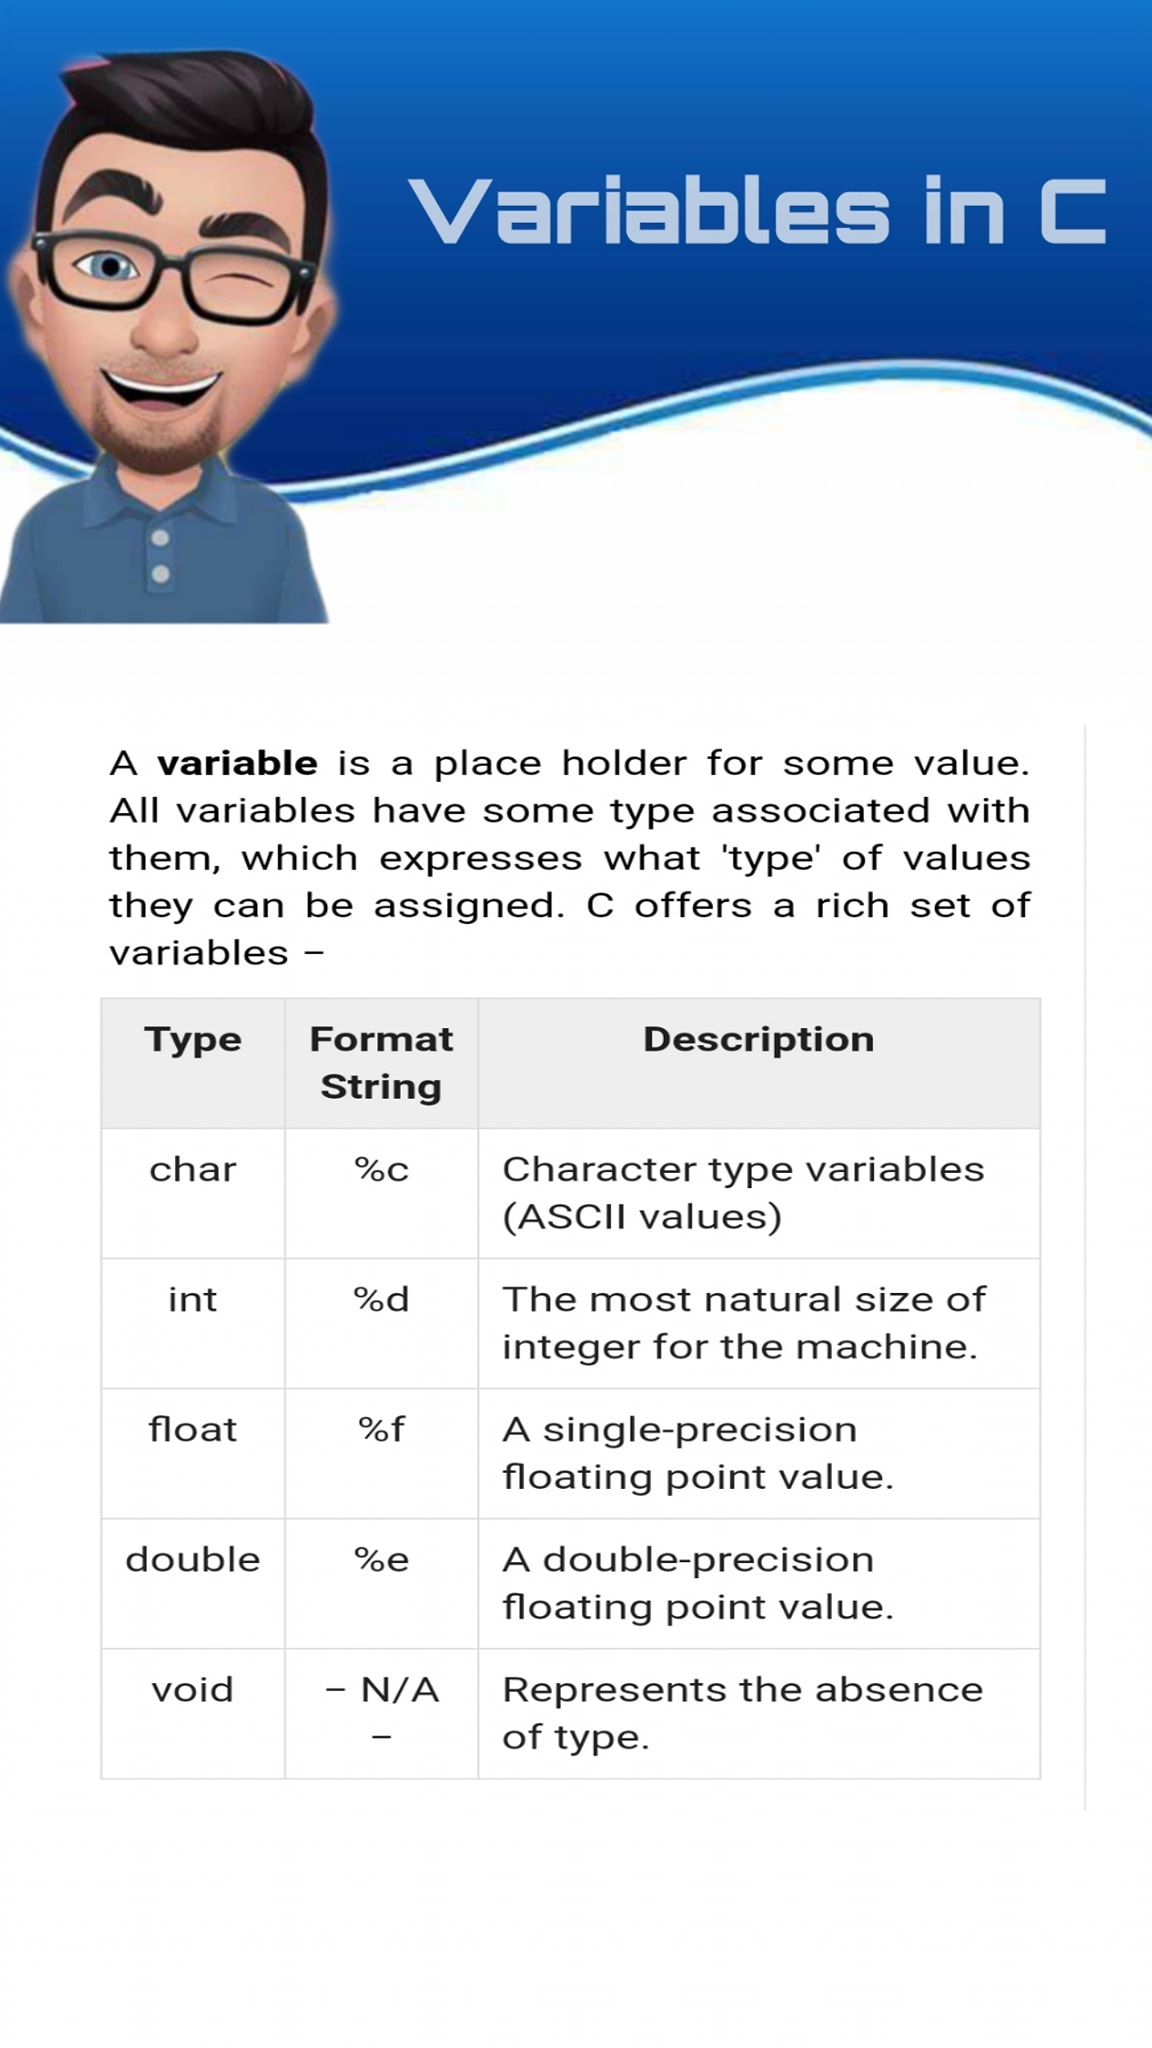 Variables in C
A variable is a place holder for some value.
All variables have some type associated with
them, which expresses what 'type' of values
they can be assigned. C offers a rich set of
variables –
Type Format Description
String
char %c Character type variables
(ASCII values)
int %d The most natural size of
integer for the machine.
float %f A single-precision
floating point value.
double %e A double-precision
floating point value.
void – N/A Represents the absence
– of type.